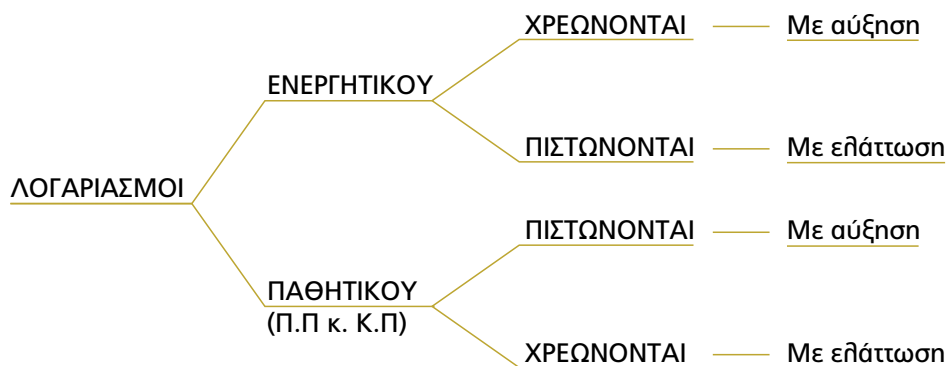 ΧΡΕΩΝΟΝΤΑΙ Με αύξηση
ΕΝΕΡΓΗΤΙΚΟΥ
ΠΙΣΤΩΝΟΝΤΑΙ Με ελάττωση
ΛΟΓΑΡΙΑΣΜΟΙ
ΠΙΣΤΩΝΟΝΤΑΙ Με αύξηση
ΠΑΘΗΤΙΚΟΥ
(Π.Π κ. Κ.Π)
ΧΡΕΩΝΟΝΤΑΙ Με ελάττωση